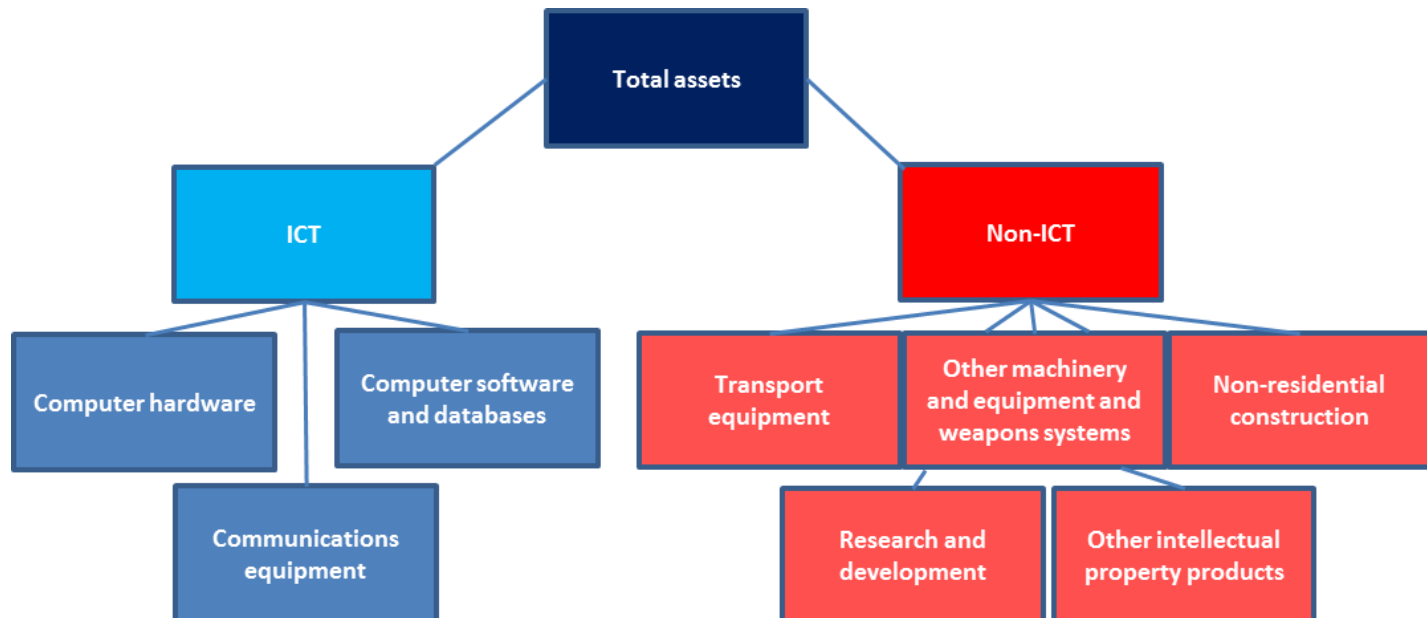 Total assets
ICT
Non-ICT
Computer hardware
Computer software
and databases
Communications
equipment
Transport
equipment
Other machinery
and equipment and
weapons systems
Non-residential
construction
Research and
development
Other intellectual
property products